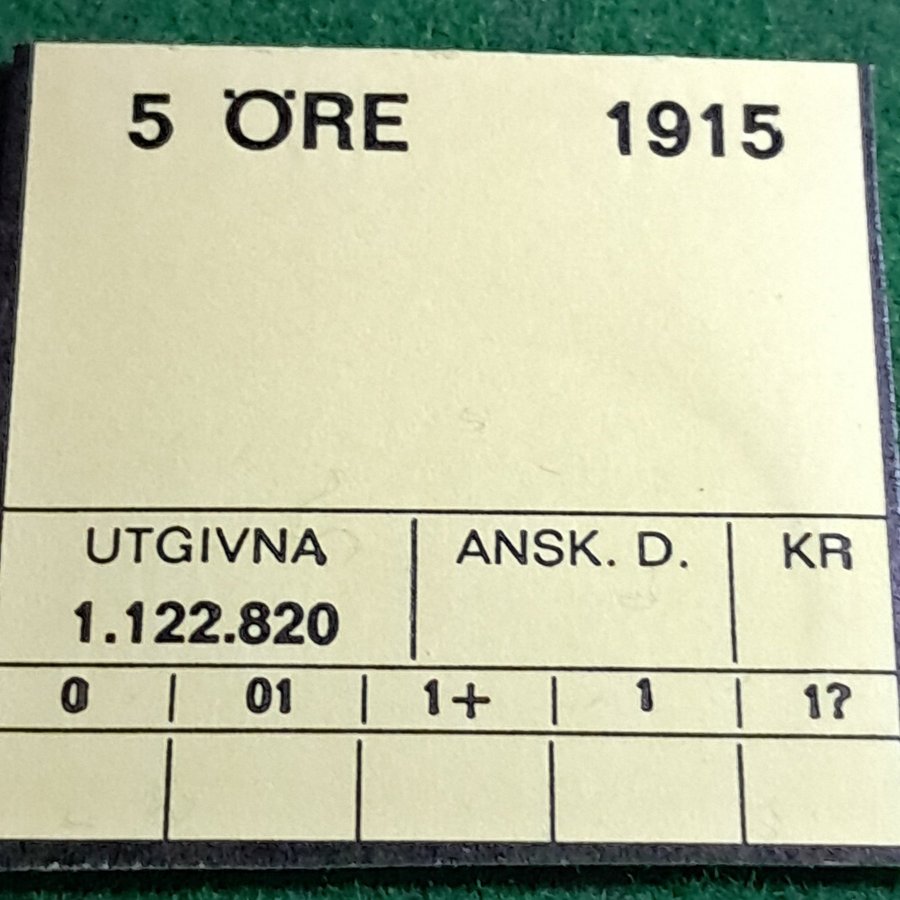 5 ÖRE 1915
UTGIVNA ANSK. D. KR
1.122.820
0 01 1+ 1 1?